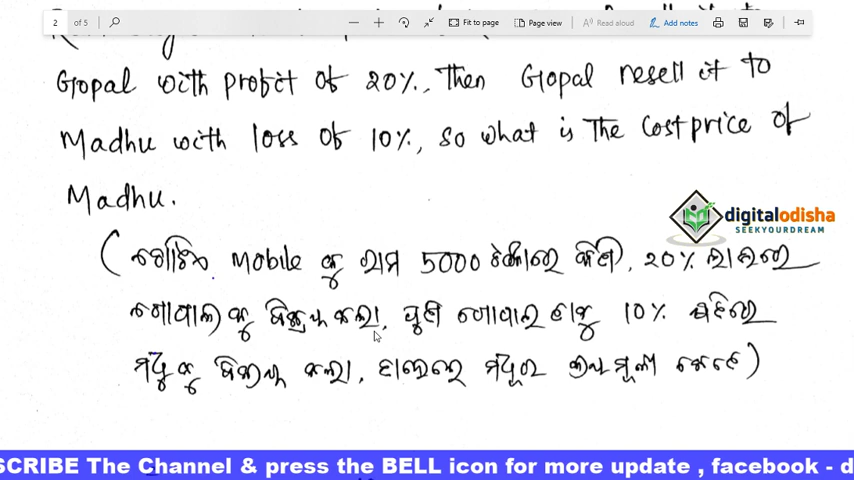 2 of 5 Fit to page Page view Read aloud Add notes
Gopal with profit of 20%, Then Gopal resell it to
Madhu with loss of 10%, so what is The Cost price of
Madhu.
digitalodisha
SEEKYOURDREAM
( ଗୋଟିଏ Mobile କୁ ରାମ 5000 ଟଙ୍କାରେ କିଣି, 20% ଲାଭରେ
ଗୋପାଳ କୁ ବିକ୍ରୟ କଲା, ପୁଣି ଗୋପାଳ ତାକୁ 10% କ୍ଷତିରେ
ମଧୁ କୁ ବିକ୍ରୟ କଲା, ତାହେଲେ ମଧୁର କ୍ରୟ ମୂଲ୍ୟ କେତେ )
SCRIBE The Channel & press the BELL icon for more update , facebook - d